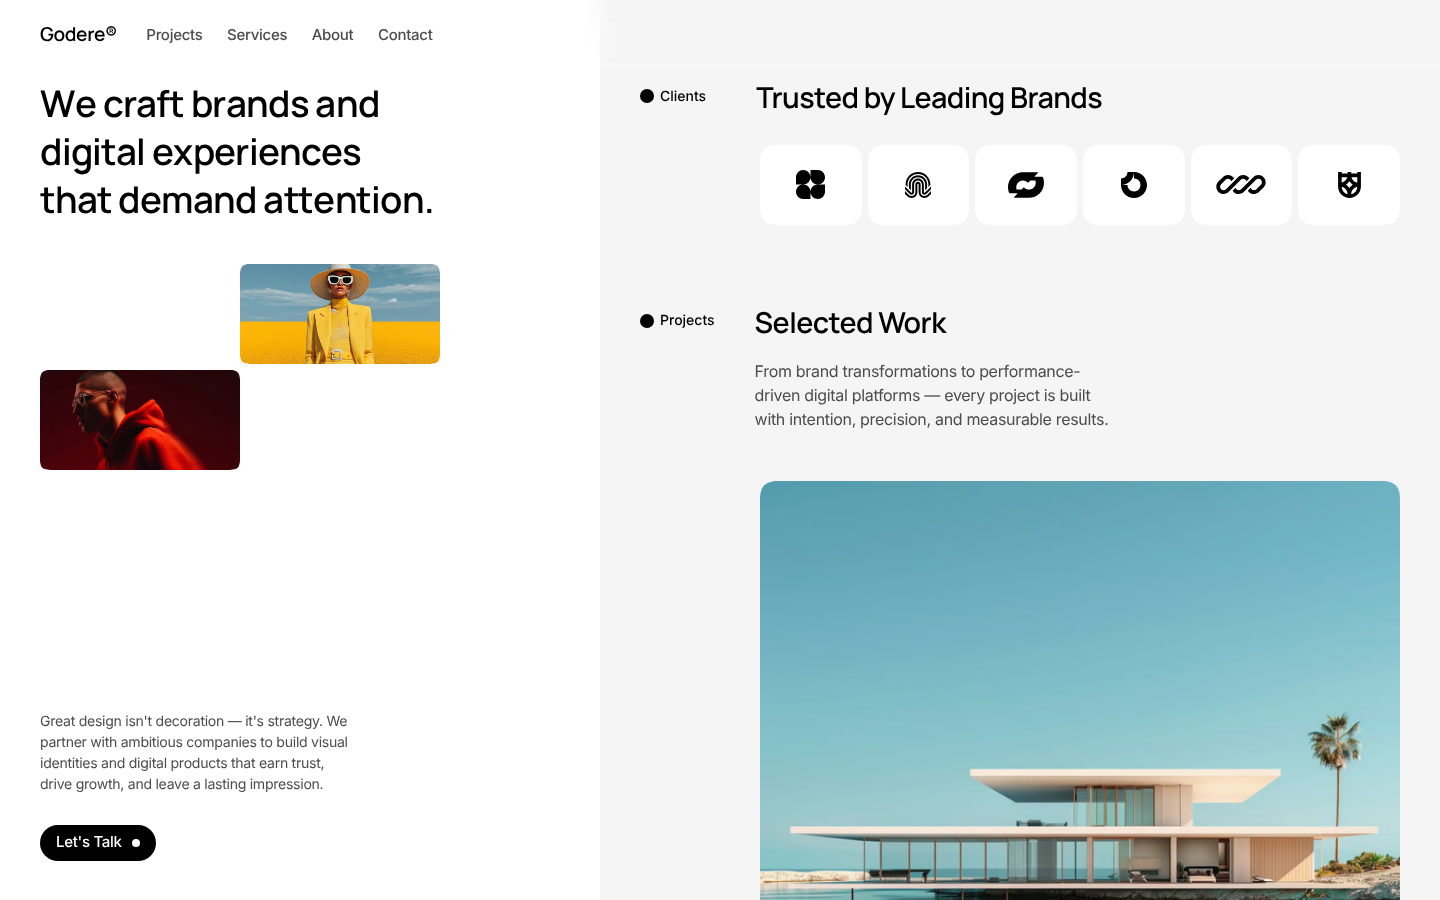 Godere®
Projects
Services
About
Contact
We craft brands and
digital experiences
that demand attention.
Great design isn't decoration — it's strategy. We
partner with ambitious companies to build visual
identities and digital products that earn trust,
drive growth, and leave a lasting impression.
Let's Talk
Clients
Trusted by Leading Brands
Projects
Selected Work
From brand transformations to performance-
driven digital platforms — every project is built
with intention, precision, and measurable results.